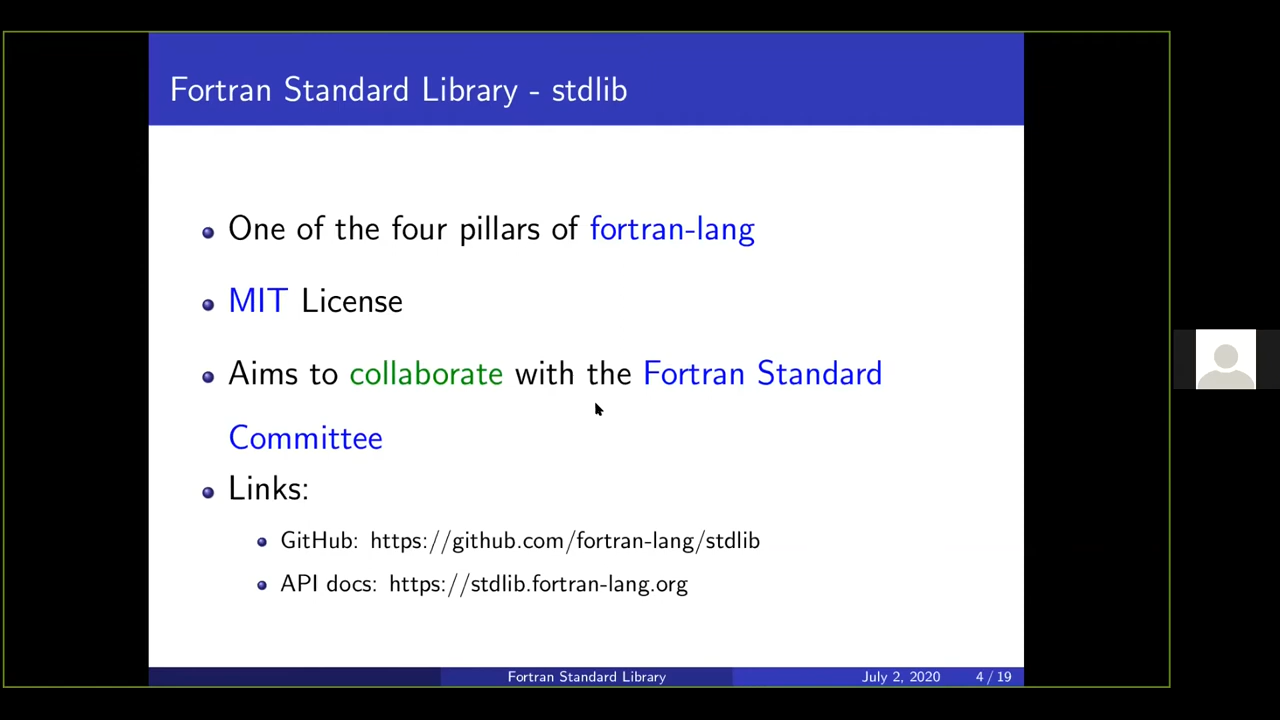 Fortran Standard Library - stdlib
One of the four pillars of fortran-lang
MIT License
Aims to collaborate with the Fortran Standard
Committee
Links:
GitHub: https://github.com/fortran-lang/stdlib
API docs: https://stdlib.fortran-lang.org
Fortran Standard Library July 2, 2020 4 / 19